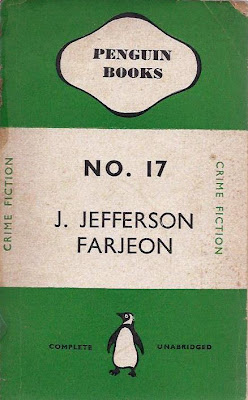 PENGUIN
BOOKS
CRIME FICTION
NO. 17
J. JEFFERSON
FARJEON
CRIME FICTION
COMPLETE UNABRIDGED